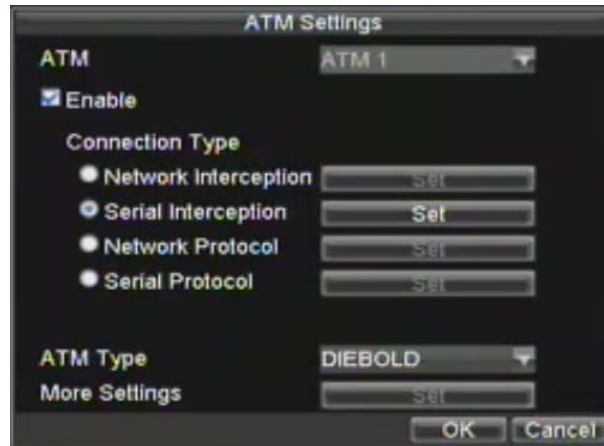 ATM Settings
ATM ATM 1
Enable
Connection Type
Network Interception Set
Serial Interception Set
Network Protocol Set
Serial Protocol Set
ATM Type DIEBOLD
More Settings Set
OK Cancel